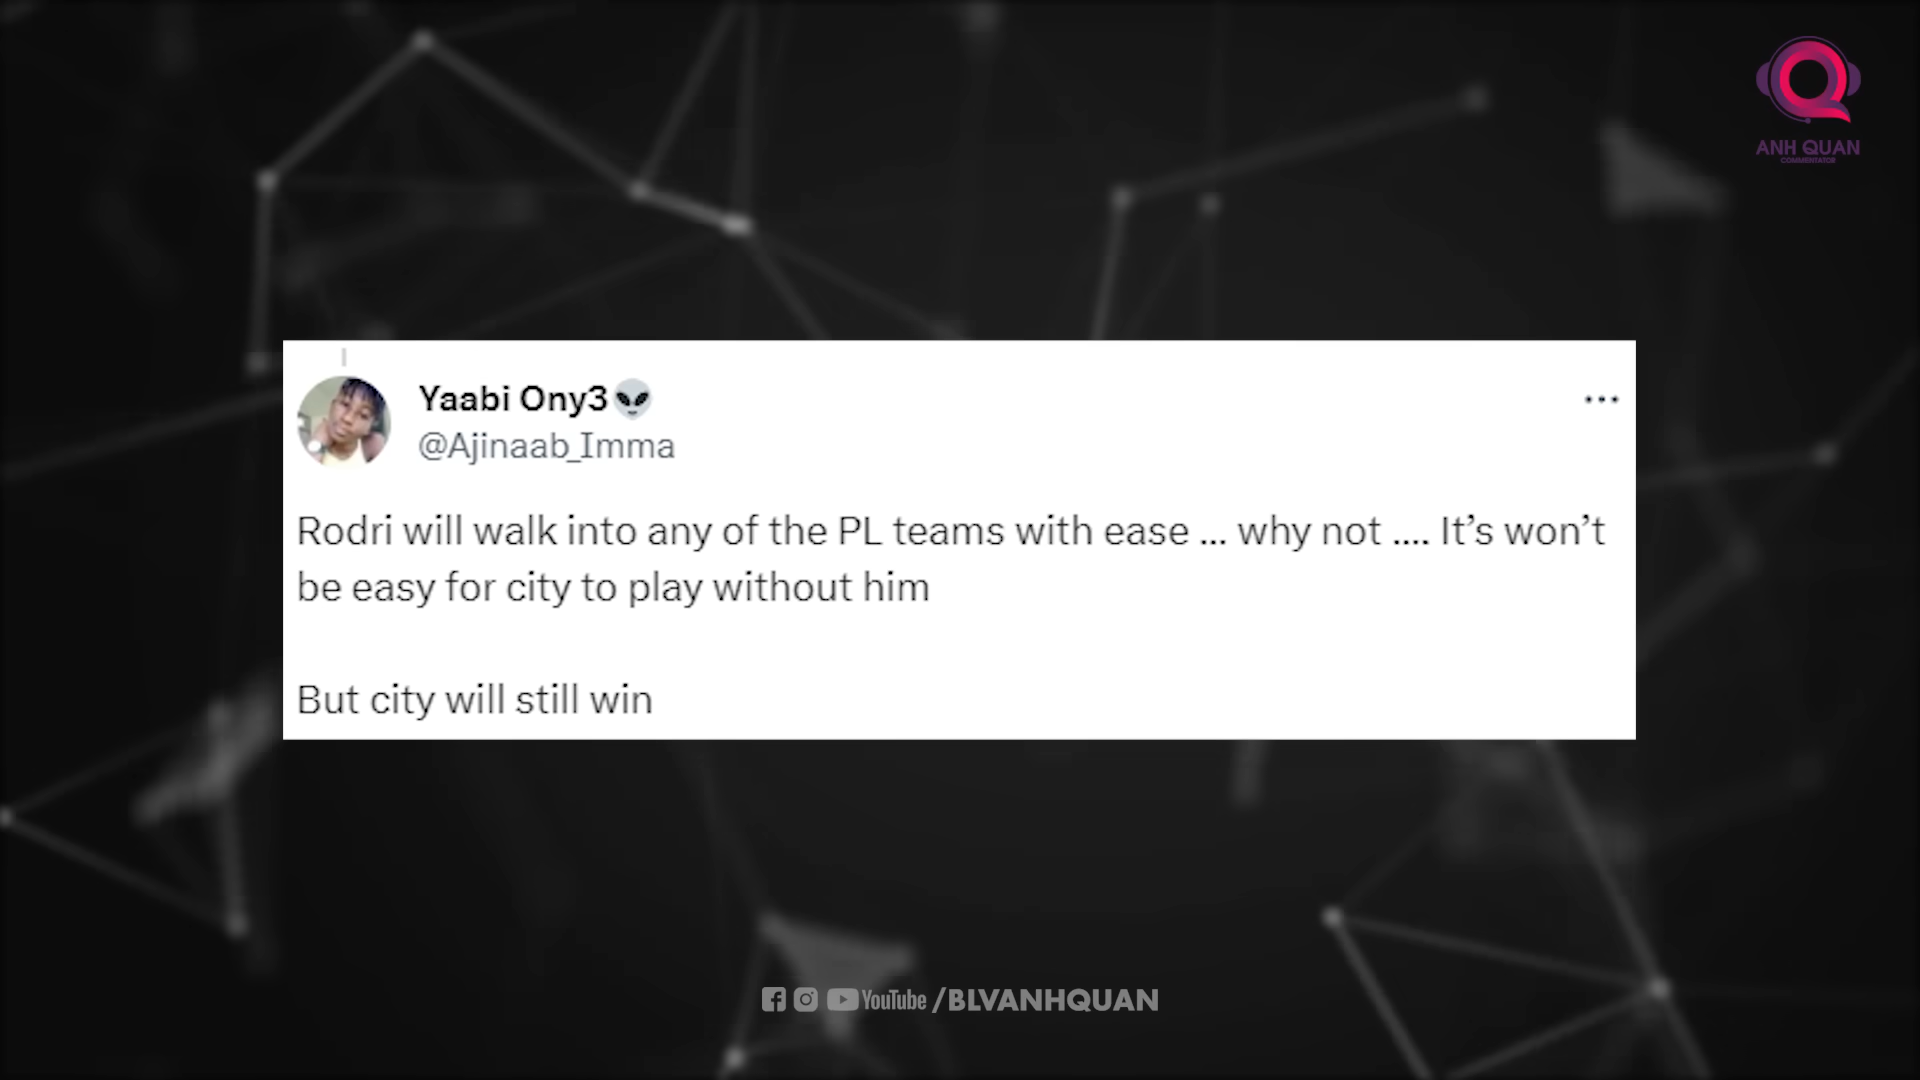 ANH QUAN
COMMENTATOR
Yaabi Ony3👽
@Ajinaab_Imma
Rodri will walk into any of the PL teams with ease ... why not .... It’s won’t
be easy for city to play without him
But city will still win
YouTube /BLVANHQUAN